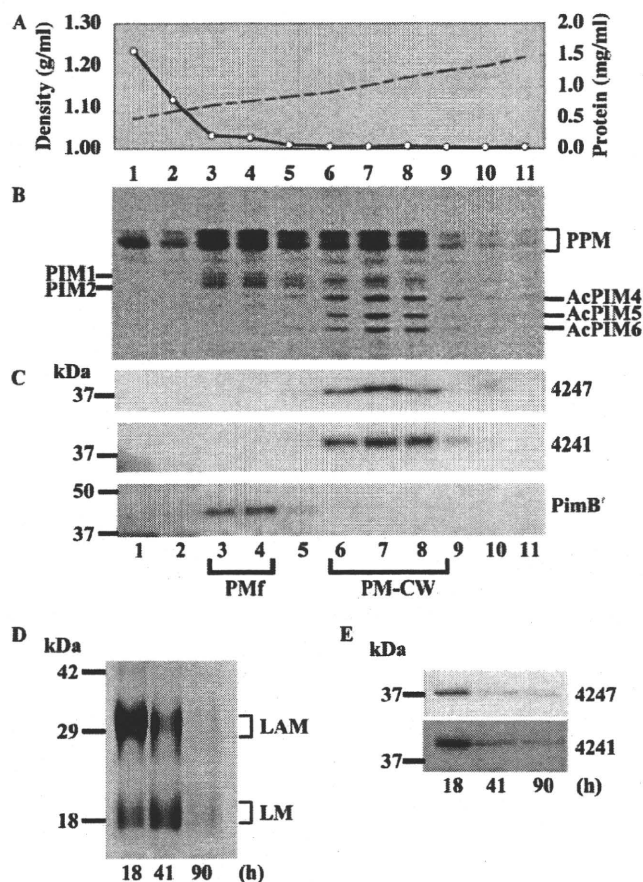 A
1.30
1.20
1.10
1.00
Density (g/ml)
2.0
1.5
1.0
0.5
0.0
Protein (mg/ml)
1 2 3 4 5 6 7 8 9 10 11
B
PPM
PIM1
PIM2
AcPIM4
AcPIM5
AcPIM6
C
kDa
37
4247
37
4241
50
37
PimB'
1 2 3 4 5 6 7 8 9 10 11
PMf
PM-CW
D
kDa
42
29
18
LAM
LM
18 41 90 (h)
E
kDa
37
4247
37
4241
18 41 90 (h)